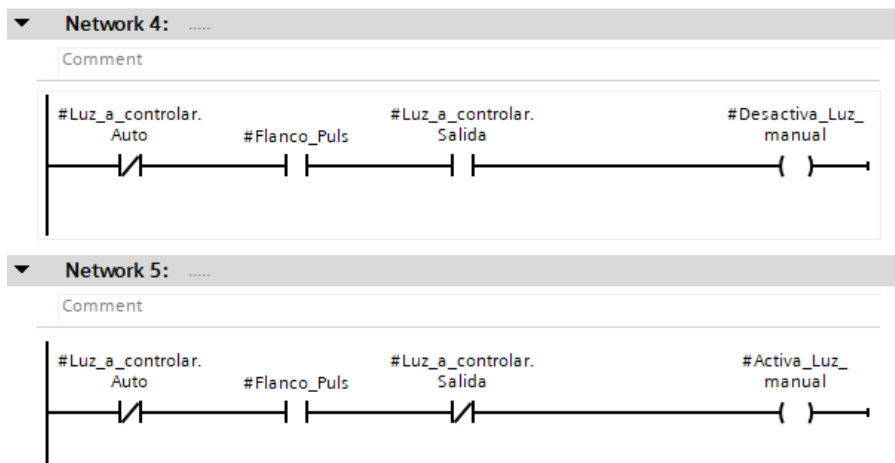 Network 4: .....
Comment
#Luz_a_controlar.
Auto
#Flanco_Puls
#Luz_a_controlar.
Salida
#Desactiva_Luz_
manual
Network 5: .....
Comment
#Luz_a_controlar.
Auto
#Flanco_Puls
#Luz_a_controlar.
Salida
#Activa_Luz_
manual